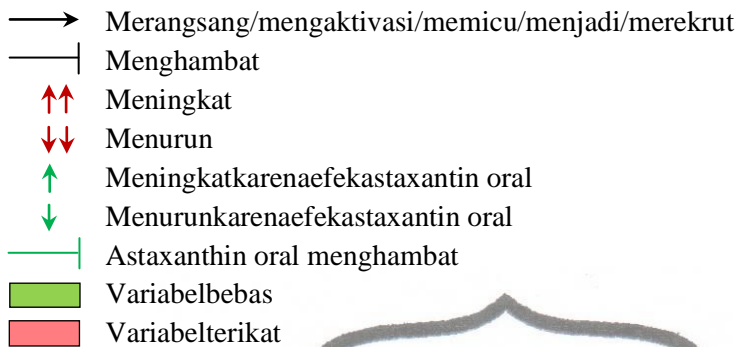 Merangsang/mengaktivasi/memicu/menjadi/merekrut
Menghambat
Meningkat
Menurun
Meningkatkarenaefekastaxantin oral
Menurunkarenaefekastaxantin oral
Astaxanthin oral menghambat
Variabelbebas
Variabelterikat